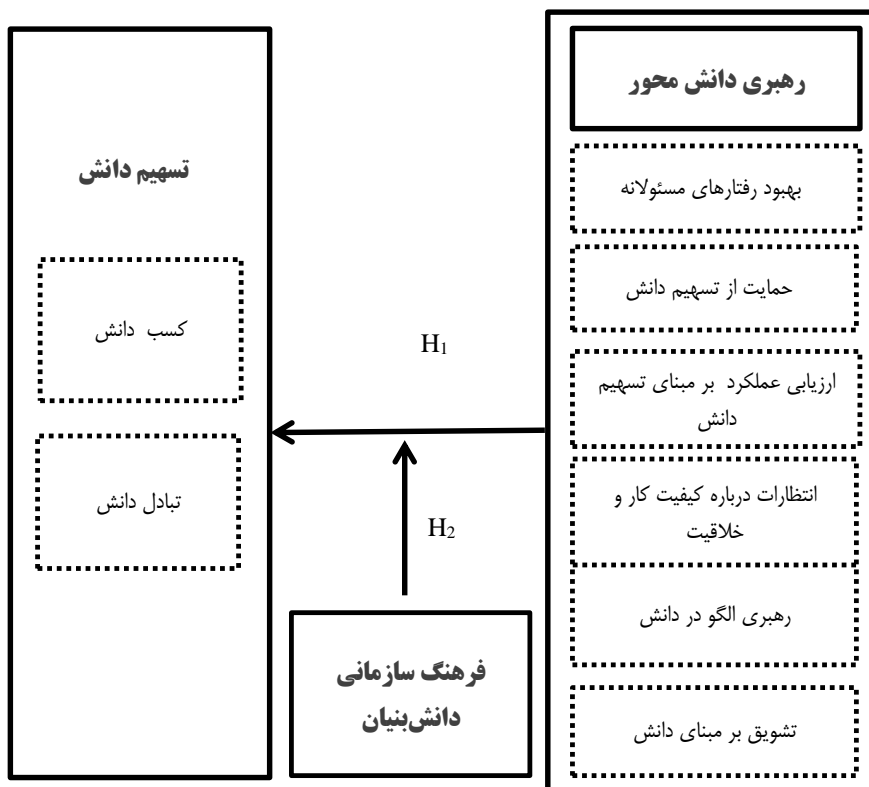 رهبری دانش محور
بهبود رفتارهای مسئولانه
حمایت از تسهیم دانش
ارزیابی عملکرد بر مبنای تسهیم
دانش
انتظارات درباره کیفیت کار و
خلاقیت
رهبری الگو در دانش
تشویق بر مبنای دانش
H₁
H₂
فرهنگ سازمانی
دانش‌بنیان
تسهیم دانش
کسب دانش
تبادل دانش